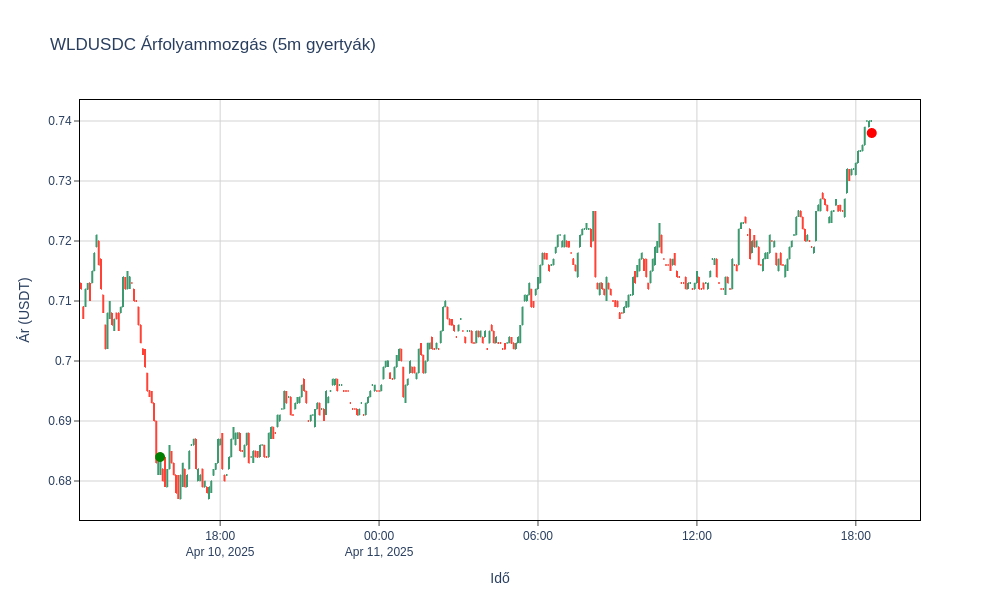 WLDUSDC Árfolyammozgás (5m gyertyák)
Ár (USDT)
0.74
0.73
0.72
0.71
0.7
0.69
0.68
18:00
Apr 10, 2025
00:00
Apr 11, 2025
06:00
12:00
18:00
Idő